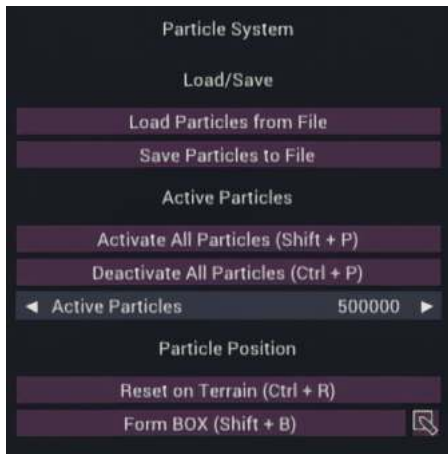 Particle System
Load/Save
Load Particles from File
Save Particles to File
Active Particles
Activate All Particles (Shift + P)
Deactivate All Particles (Ctrl + P)
◄ Active Particles 500000 ►
Particle Position
Reset on Terrain (Ctrl + R)
Form BOX (Shift + B)